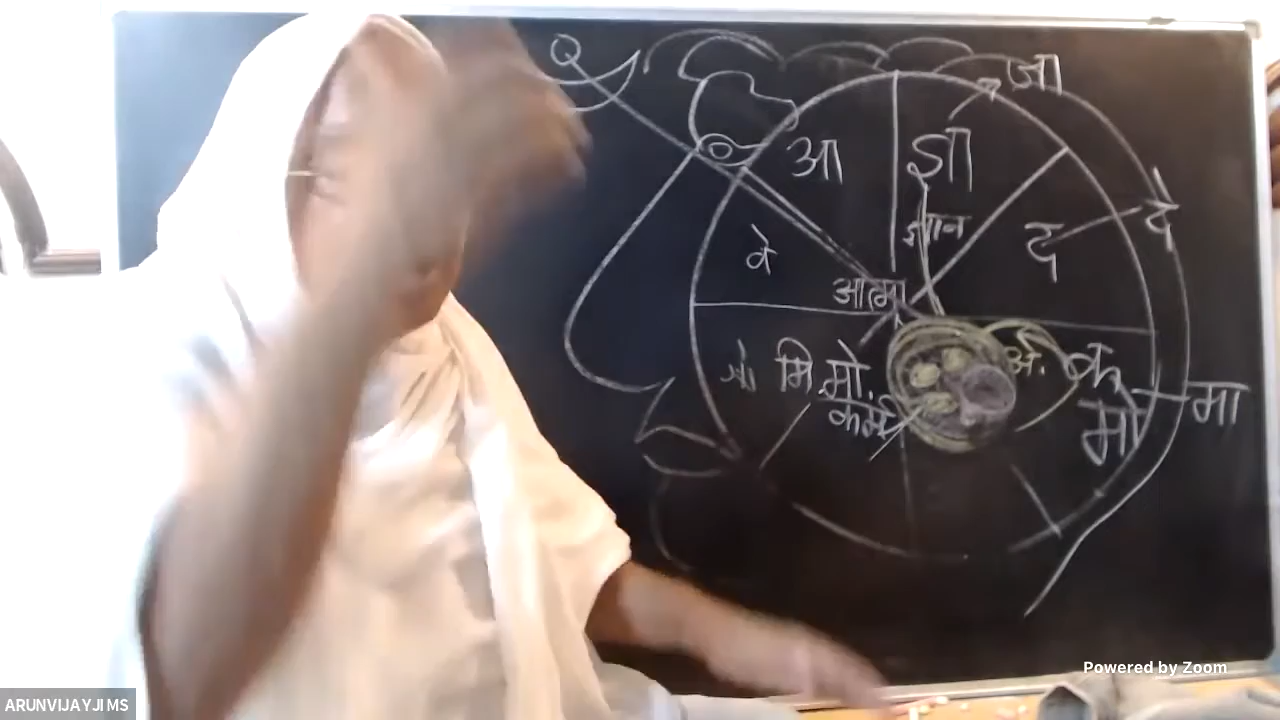 जा
आ
ज्ञा
ज्ञान
द
दे
वे
आत्मा
मि.
मो.
अं.
क
कर्म
मो
मा
Powered by Zoom
ARUNVIJAYJI MS